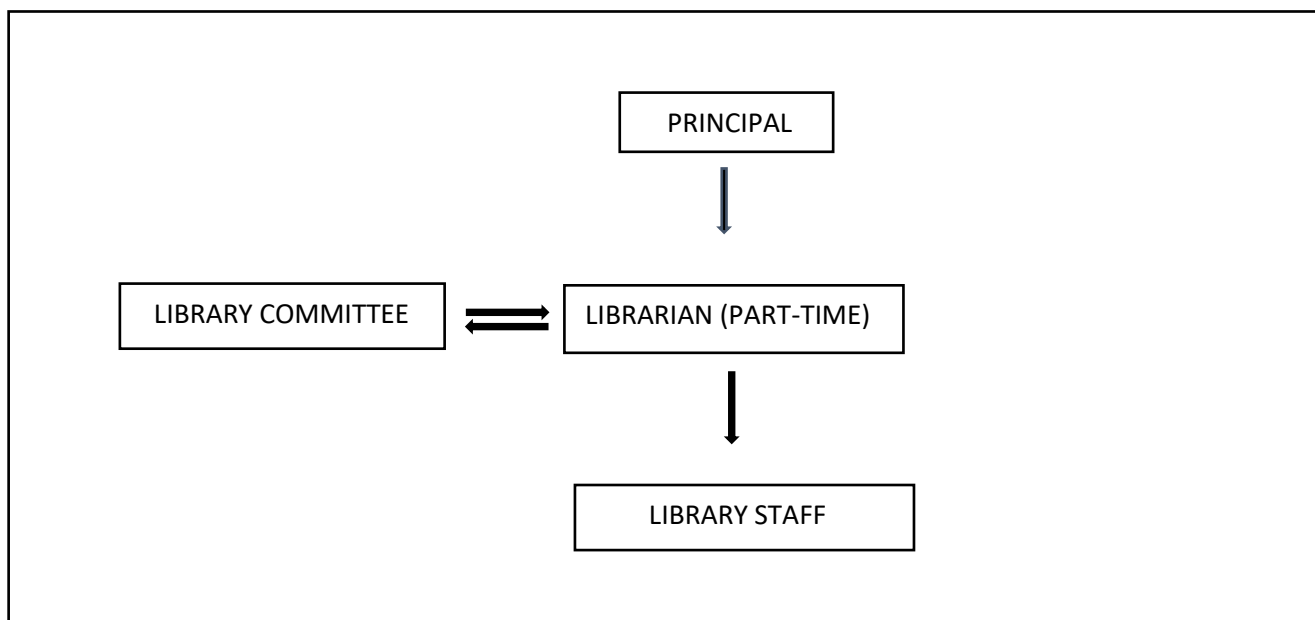 PRINCIPAL
LIBRARY COMMITTEE
LIBRARIAN (PART-TIME)
LIBRARY STAFF